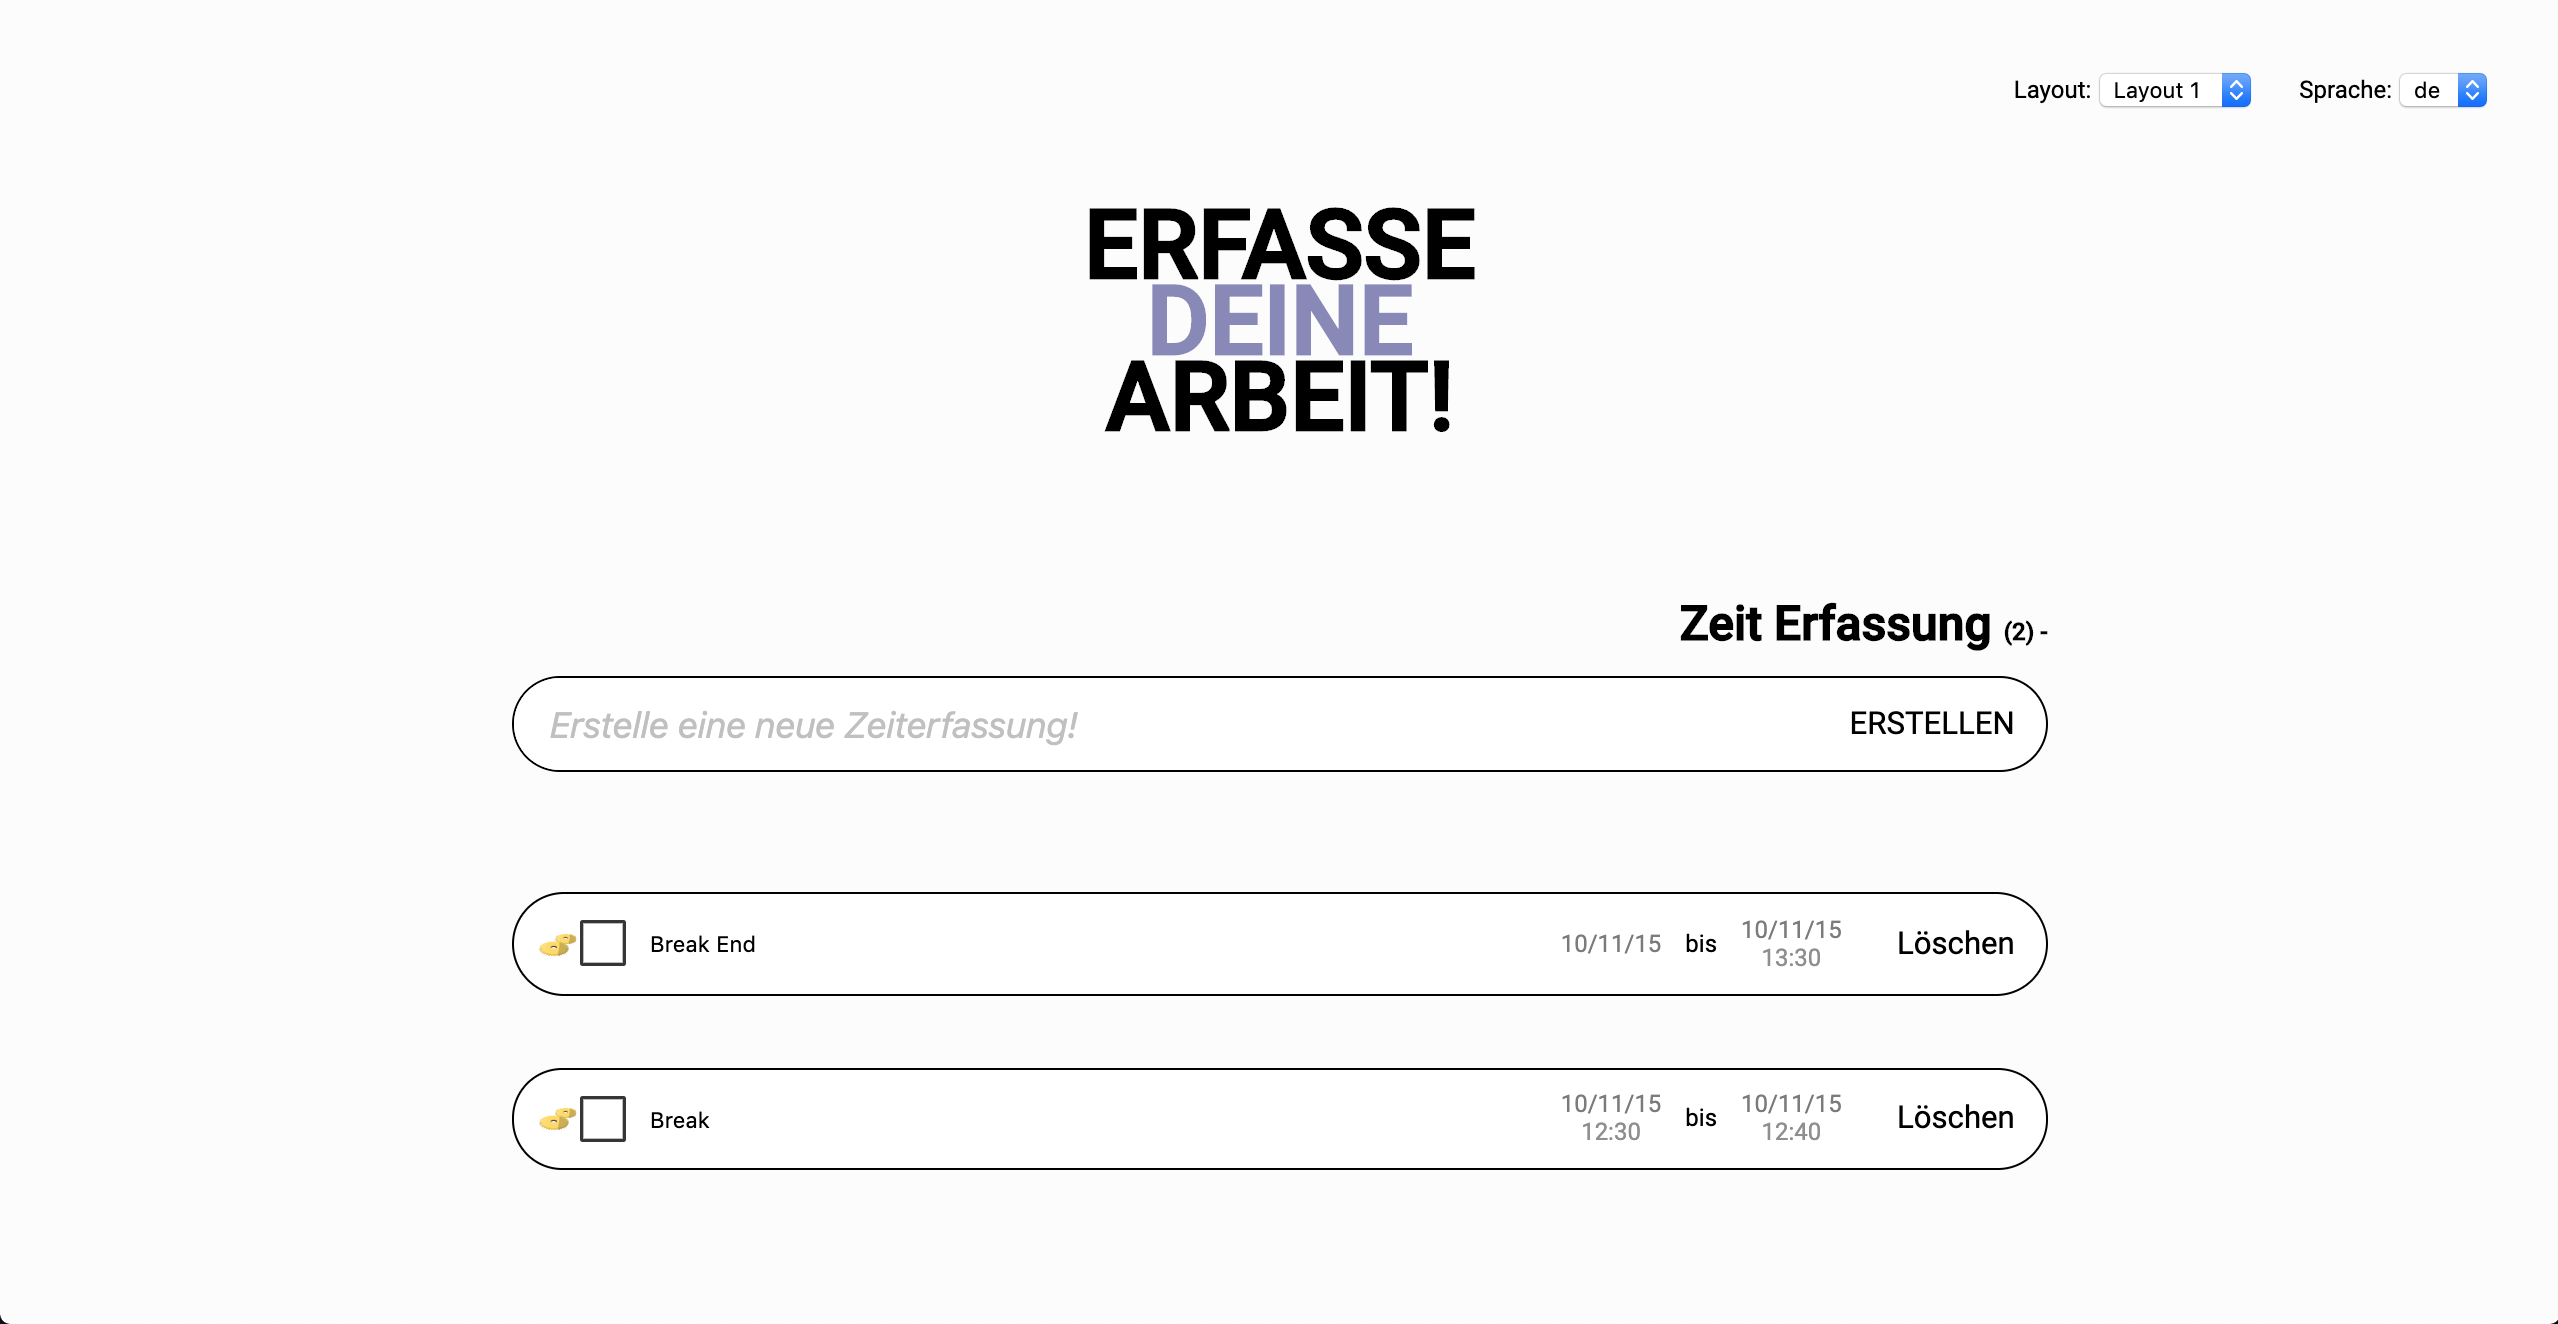 Layout: Layout 1 Sprache: de
ERFASSE
DEINE
ARBEIT!
Zeit Erfassung (2) -
Erstelle eine neue Zeiterfassung! ERSTELLEN
Break End 10/11/15 bis 10/11/15 13:30 Löschen
Break 10/11/15 12:30 bis 10/11/15 12:40 Löschen